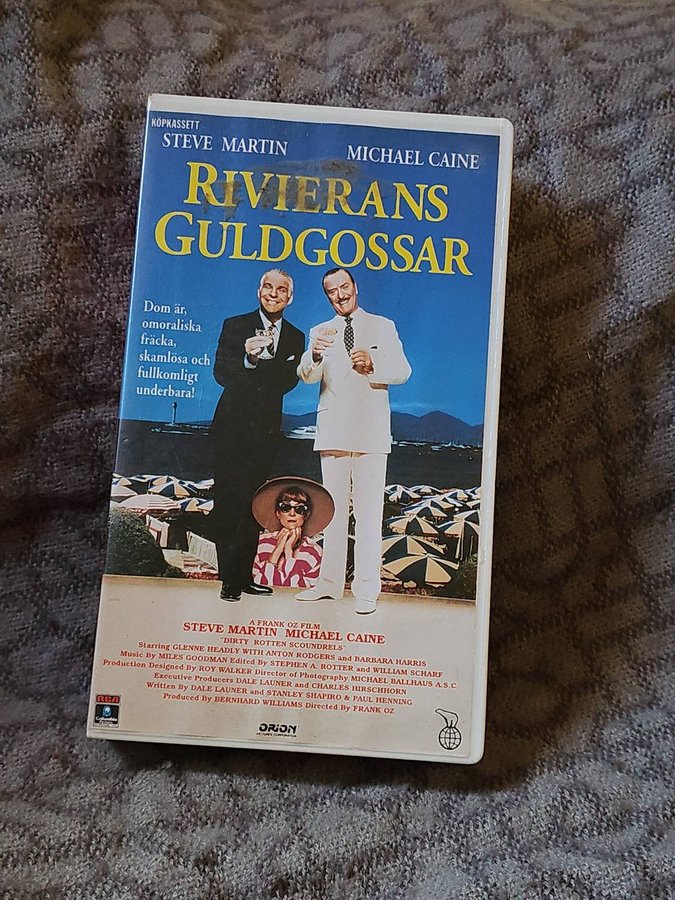 KÖPKASSETT
STEVE MARTIN MICHAEL CAINE
RIVIERANS
GULDGOSSAR
Dom är,
omoraliska
fräcka,
skamlösa och
fullkomligt
underbara!
A FRANK OZ FILM
STEVE MARTIN MICHAEL CAINE
"DIRTY ROTTEN SCOUNDRELS"
Starring GLENNE HEADLY WITH ANTON RODGERS and BARBARA HARRIS
Music By MILES GOODMAN Edited By STEPHEN A. ROTTER and WILLIAM SCHARF
Production Designed By ROY WALKER Director of Photography MICHAEL BALLHAUS A.S.C.
Executive Producers DALE LAUNER and CHARLES HIRSCHHORN
Written By DALE LAUNER and STANLEY SHAPIRO & PAUL HENNING
Produced By BERNHARD WILLIAMS Directed By FRANK OZ
RCA
Columbia
ORION
PICTURES CORPORATION